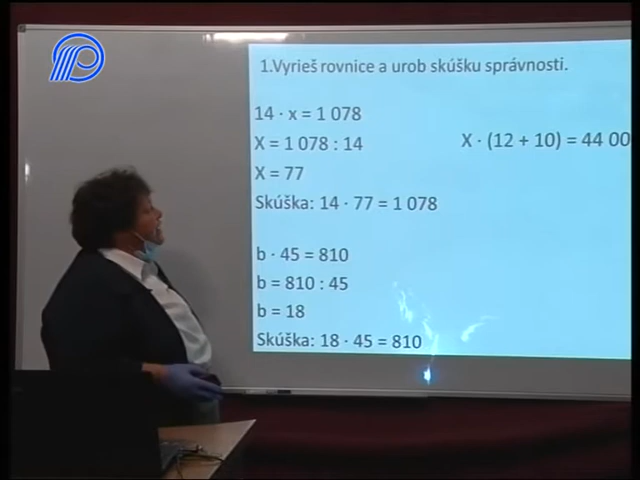 1.Vyrieš rovnice a urob skúšku správnosti.
14 · x = 1 078
X = 1 078 : 14
X = 77
Skúška: 14 · 77 = 1 078
b · 45 = 810
b = 810 : 45
b = 18
Skúška: 18 · 45 = 810
X · (12 + 10) = 44 00